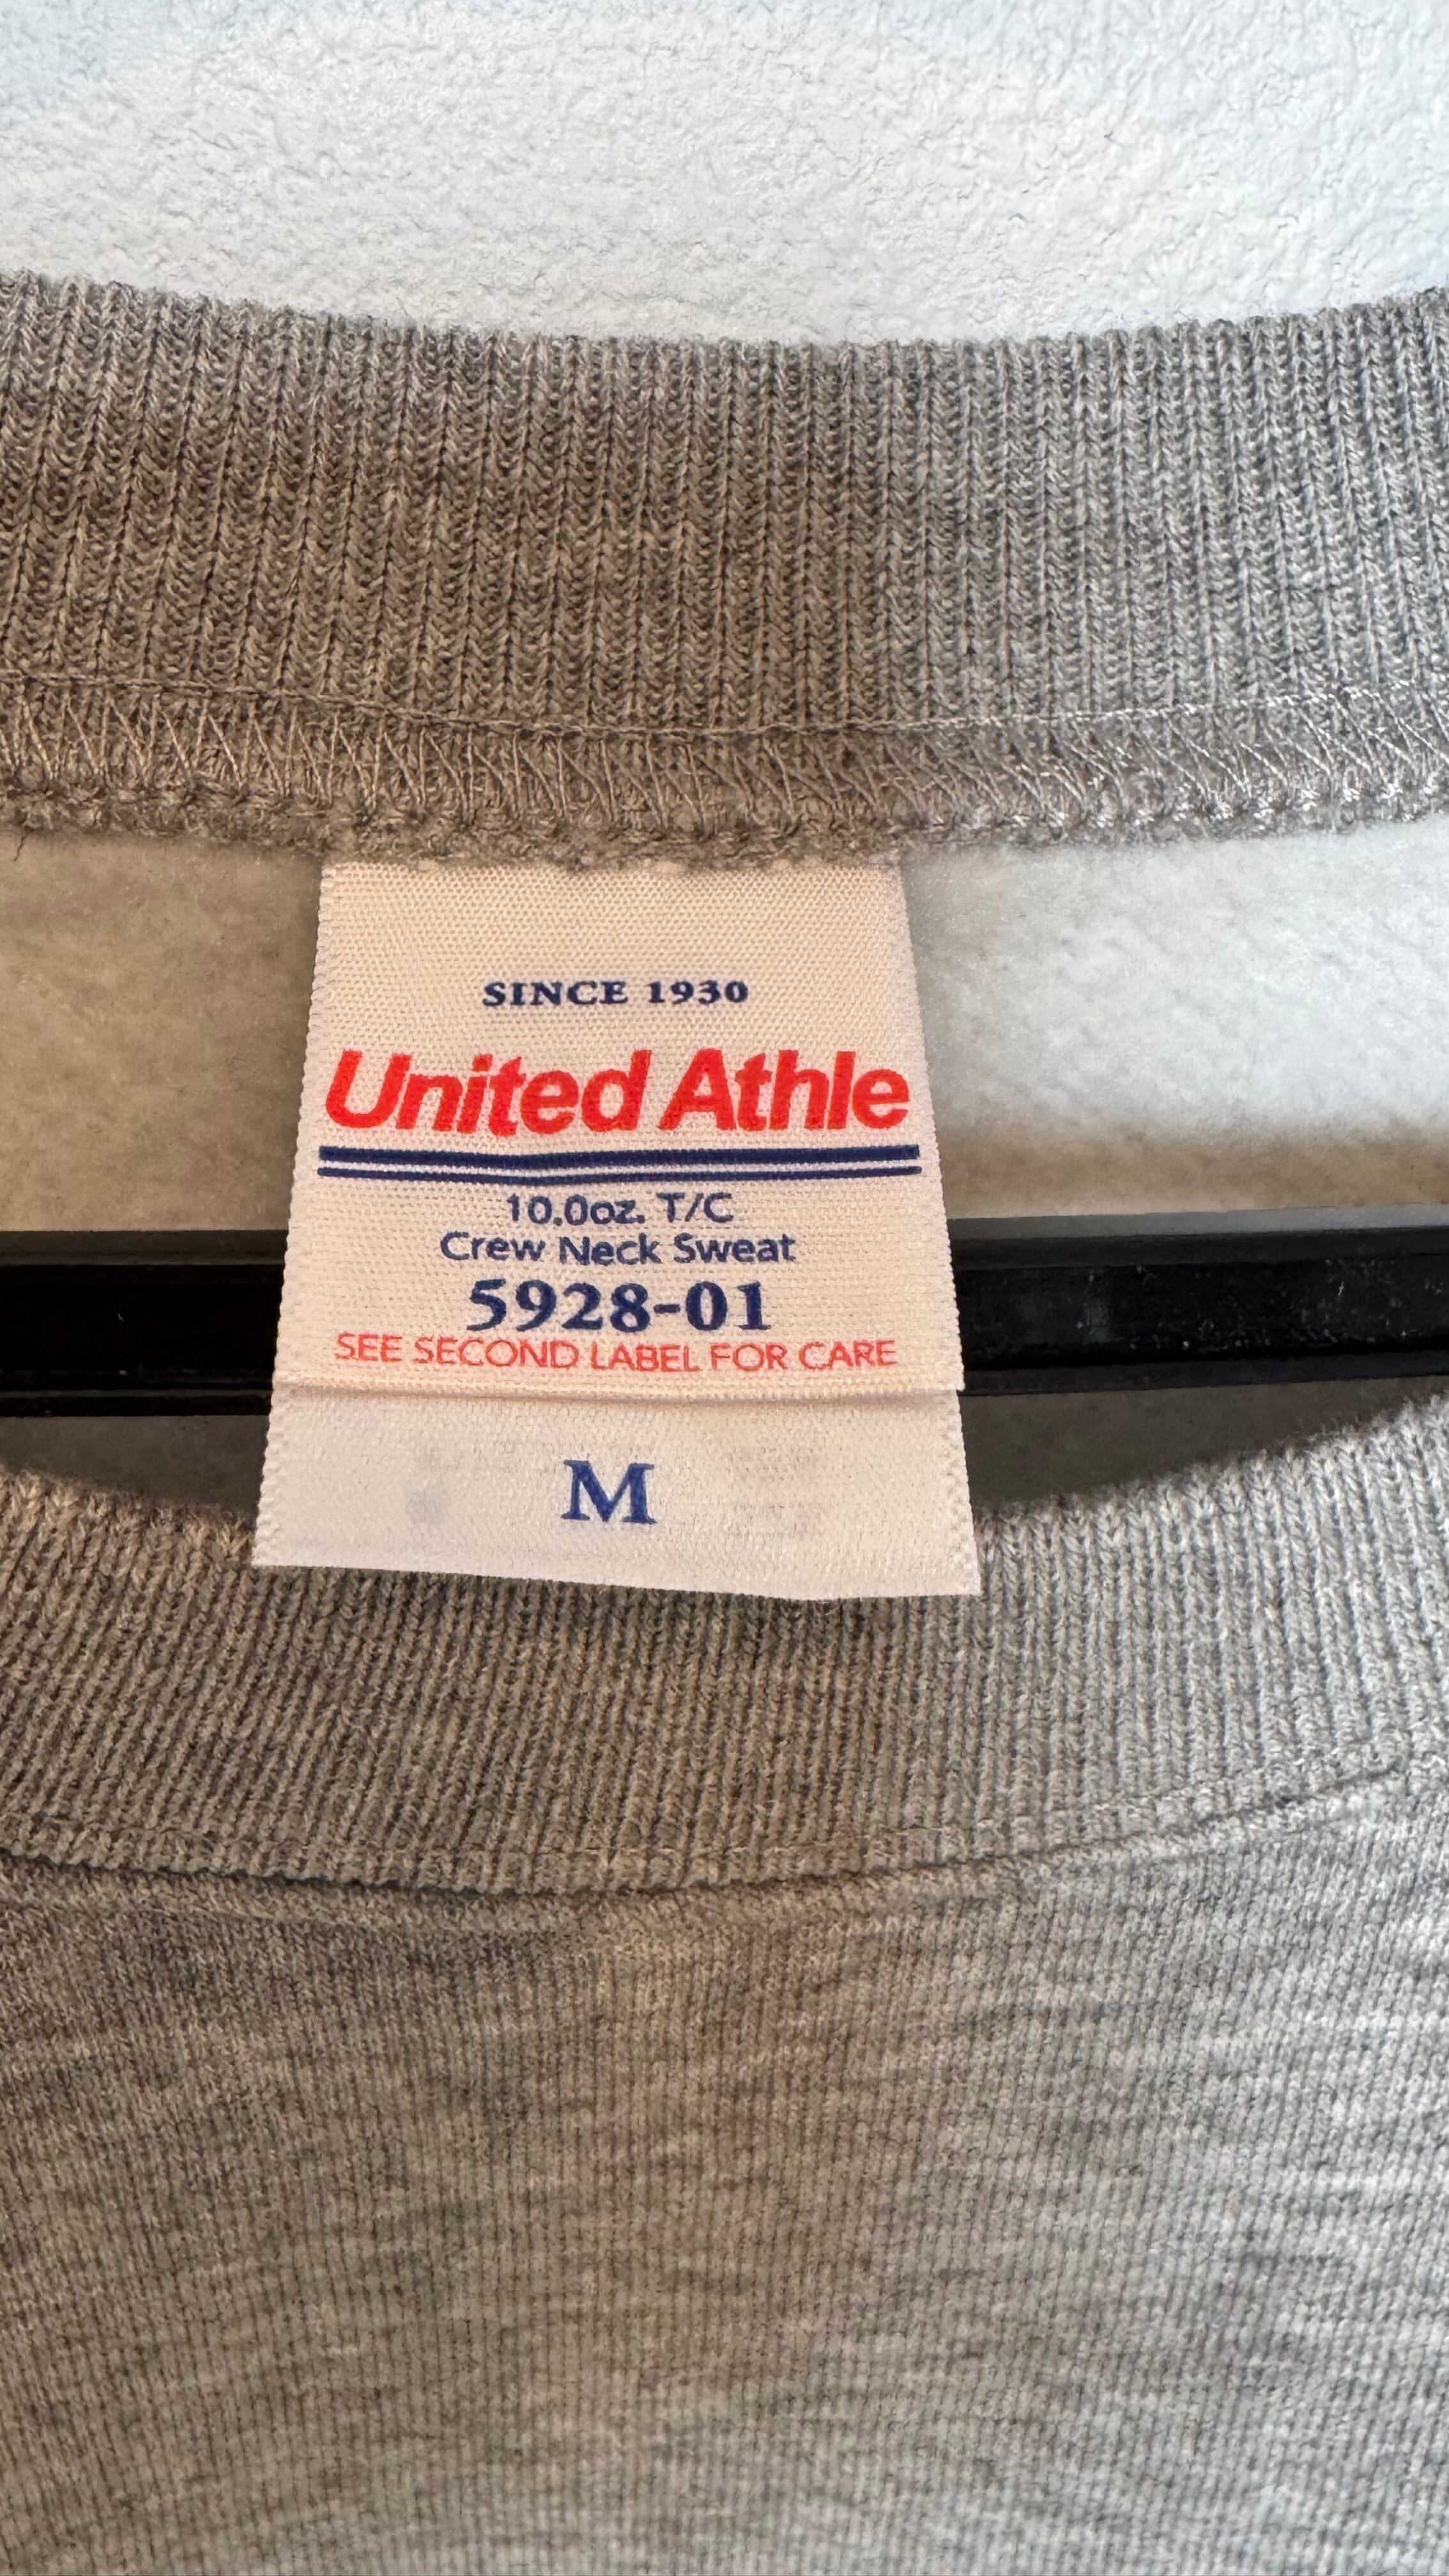 SINCE 1930
United Athle
10.0oz. T/C
Crew Neck Sweat
5928-01
SEE SECOND LABEL FOR CARE
M